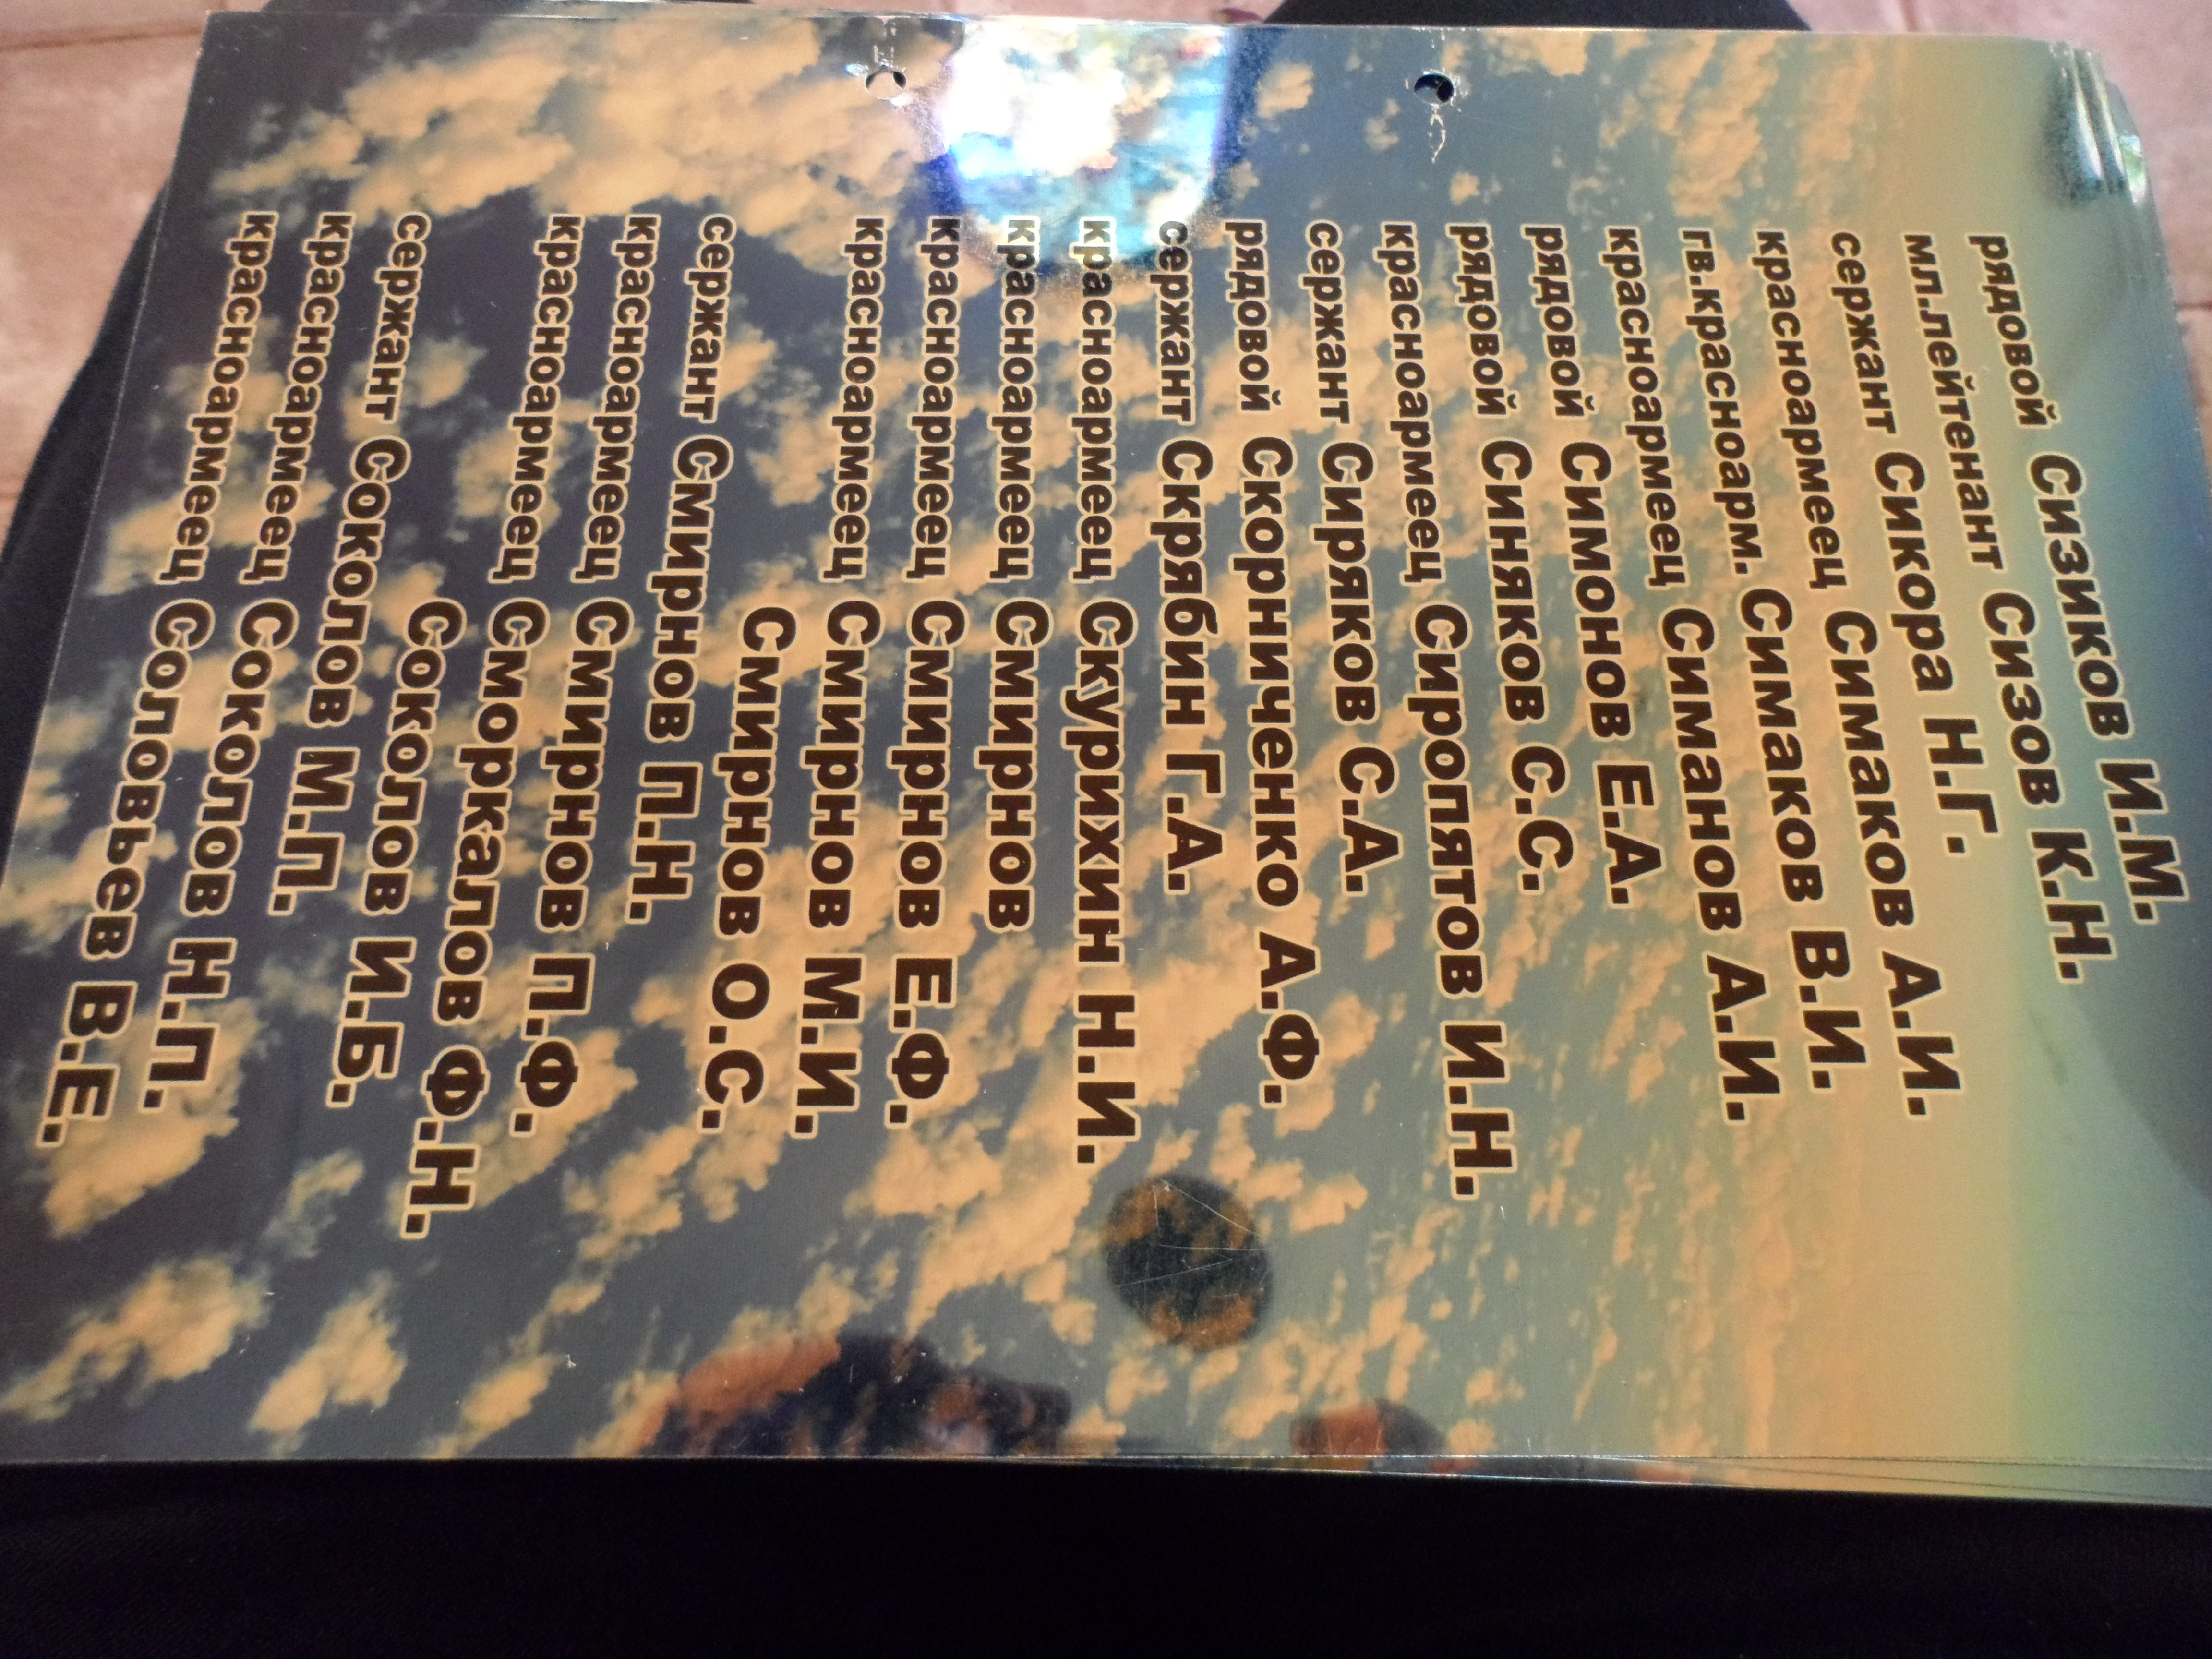 рядовой Сизиков И.М.
мл.лейтенант Сизов К.Н.
сержант Сикора Н.Г.
красноармеец Симаков А.И.
гв.красноарм. Симаков В.И.
красноармеец Симанов А.И.
рядовой Симонов Е.А.
рядовой Синяков С.С.
красноармеец Сиропятов И.Н.
сержант Сиряков С.А.
рядовой Скорниченко А.Ф.
сержант Скрябин Г.А.
красноармеец Скурихин Н.И.
красноармеец Смирнов
красноармеец Смирнов Е.Ф.
красноармеец Смирнов М.И.
Смирнов О.С.
сержант Смирнов П.Н.
красноармеец Смирнов П.Ф.
красноармеец Сморкалов Ф.Н.
Соколов И.Б.
сержант Соколов М.П.
красноармеец Соколов Н.П.
красноармеец Соловьев В.Е.